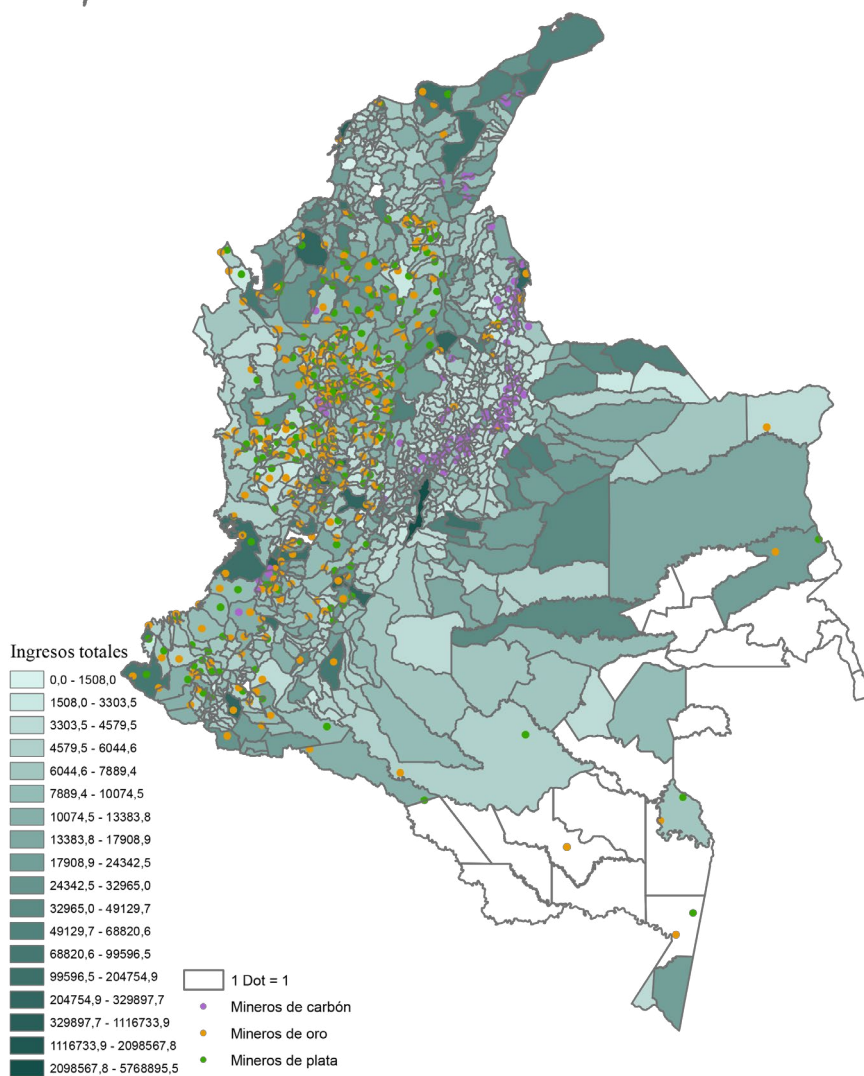 Ingresos totales
0,0 - 1508,0
1508,0 - 3303,5
3303,5 - 4579,5
4579,5 - 6044,6
6044,6 - 7889,4
7889,4 - 10074,5
10074,5 - 13383,8
13383,8 - 17908,9
17908,9 - 24342,5
24342,5 - 32965,0
32965,0 - 49129,7
49129,7 - 68820,6
68820,6 - 99596,5
99596,5 - 204754,9
204754,9 - 329897,7
329897,7 - 1116733,9
1116733,9 - 2098567,8
2098567,8 - 5768895,5
1 Dot = 1
Mineros de carbón
Mineros de oro
Mineros de plata